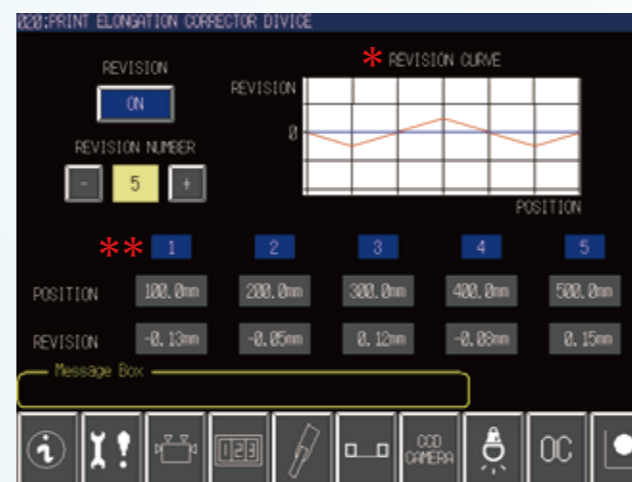 020:PRINT ELONGATION CORRECTOR DIVICE
REVISION
ON
REVISION NUMBER
- 5 +
* REVISION CURVE
REVISION
0
POSITION
** 1 2 3 4 5
POSITION 100.0mm 200.0mm 300.0mm 400.0mm 500.0mm
REVISION -0.13mm -0.05mm 0.12mm -0.08mm 0.15mm
Message Box
123 CCD OC
CAMERA